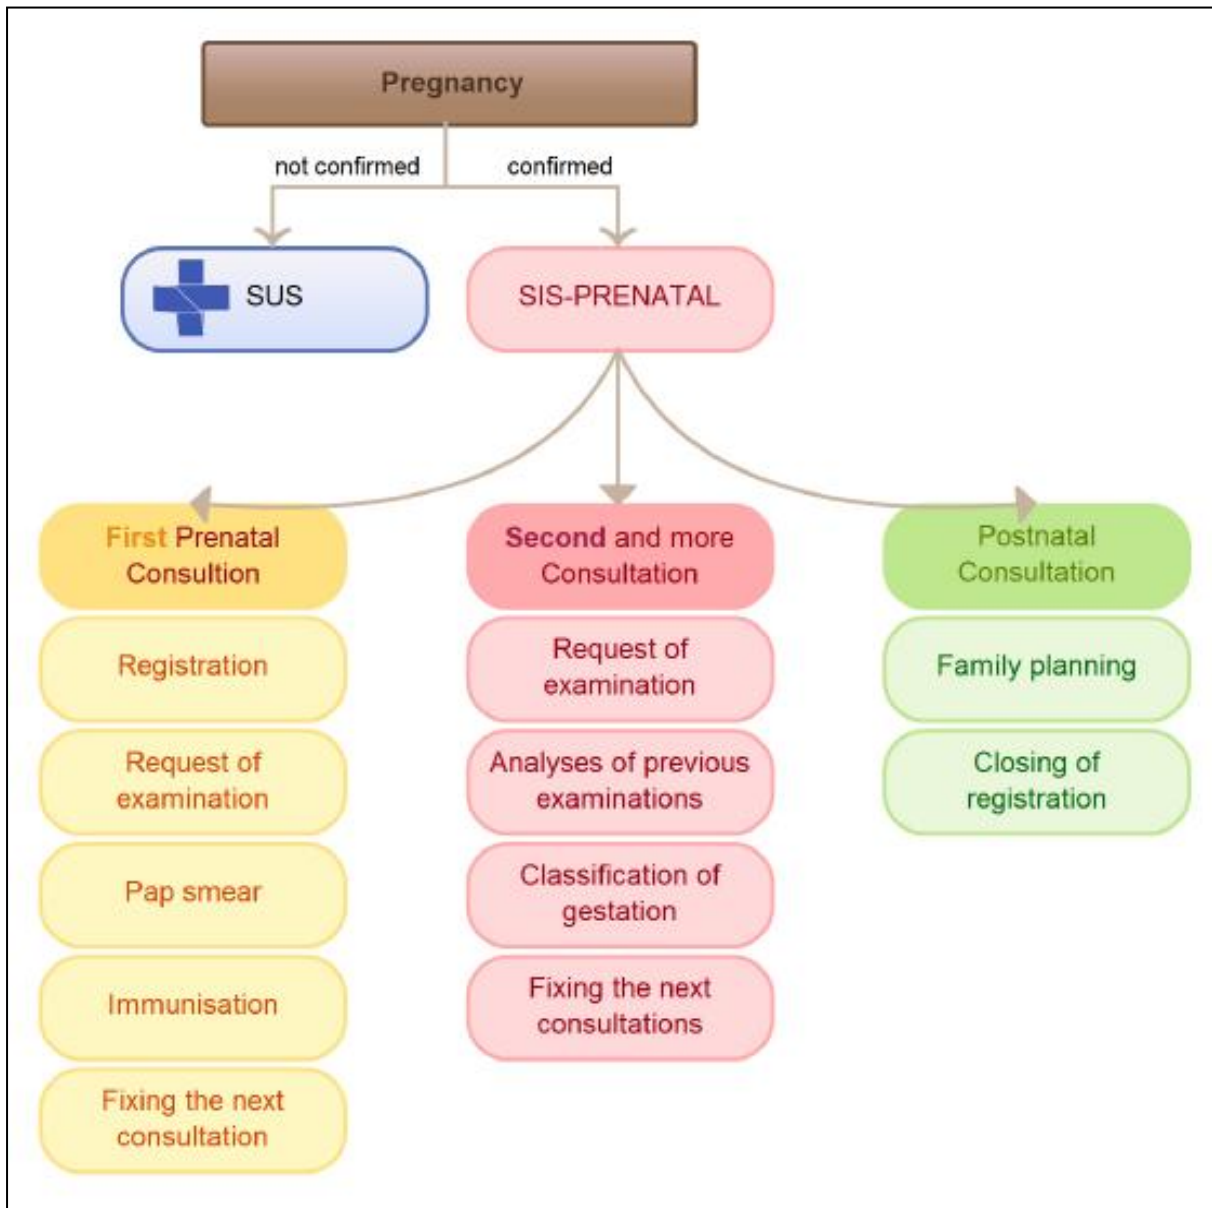 Pregnancy
not confirmed
confirmed
SUS
SIS-PRENATAL
First Prenatal
Consultion
Registration
Request of
examination
Pap smear
Immunisation
Fixing the next
consultation
Second and more
Consultation
Request of
examination
Analyses of previous
examinations
Classification of
gestation
Fixing the next
consultations
Postnatal
Consultation
Family planning
Closing of
registration